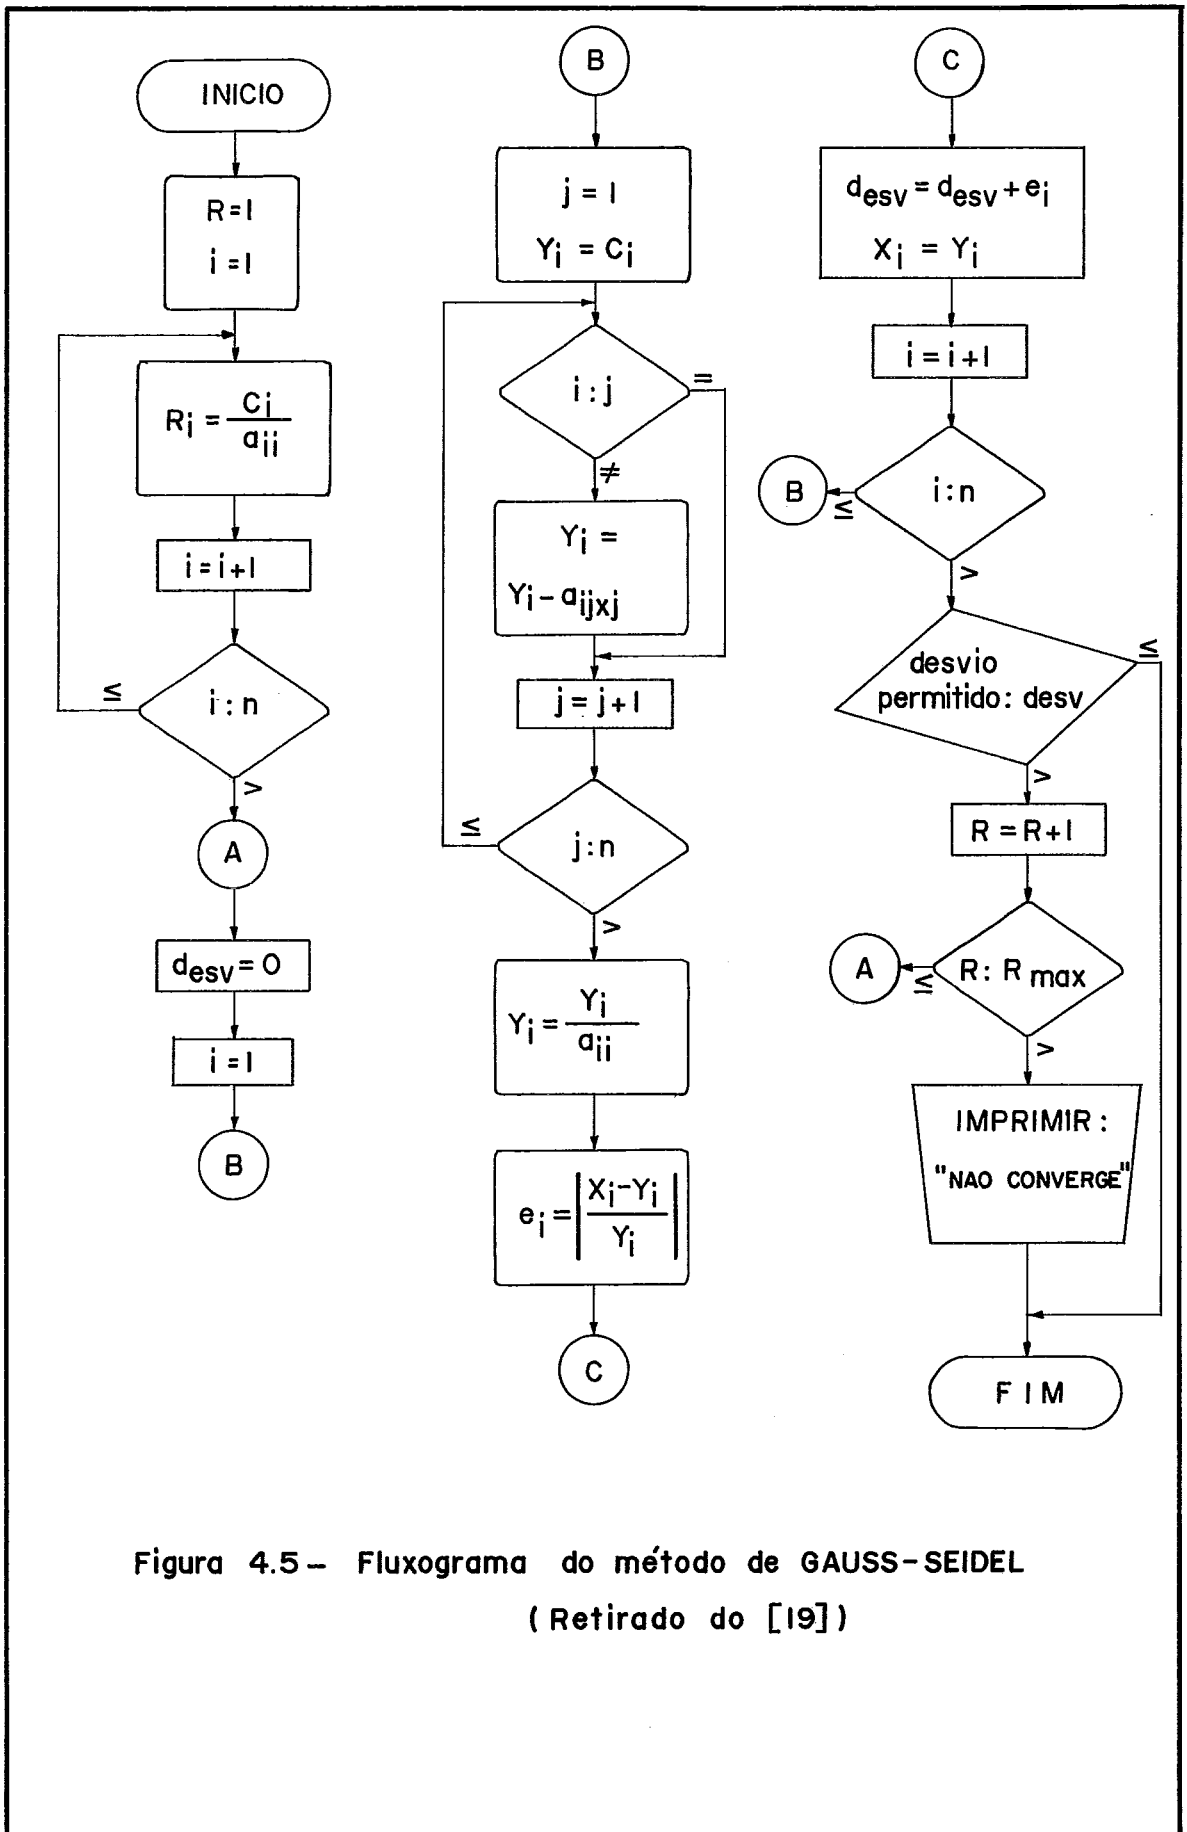 INICIO
R=1
i=1
Ri = Ci
aii
i=i+1
i:n
≤
>
A
desv=0
i=1
B
B
j=1
Yi = Ci
i:j
=
≠
Yi =
Yi-aijxj
j=j+1
j:n
≤
>
Yi= Yi
aii
ei=|Xi-Yi
Yi|
C
C
desv=desv+ei
Xi = Yi
i=i+1
i:n
B
≤
>
desvio
permitido: desv
≤
>
R=R+1
R: Rmax
A
≤
>
IMPRIMIR:
"NAO CONVERGE"
FIM
Figura 4.5– Fluxograma do método de GAUSS-SEIDEL
(Retirado do [19])